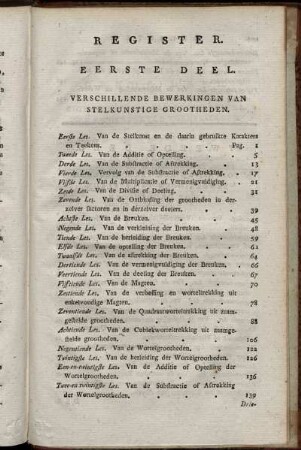 REGISTER.
EERSTE DEEL.
VERSCHILLENDE BEWERKINGEN VAN
STELKUNSTIGE GROOTHEDEN.
Eerste Les. Van de Stelkonst en de daarin gebruikte Karakters
en Teekens. Pag. 1
Tweede Les. Van de Additie of Optelling. 5
Derde Les. Van de Substractie of Aftrekking. 13
Vierde Les. Vervolg van de Substractie of Aftrekking. 17
Vijfde Les. Van de Multiplicatie of Vermenigvuldiging. 21
Zesde Les. Van de Divisie of Deeling. 31
Zevende Les. Van de Ontbinding der grootheden in der-
zelver factoren en in derzelver deelers. 39
Achtste Les. Van de Breuken. 45
Negende Les. Van de verkleining der Breuken. 48
Tiende Les. Van de herleiding der Breuken. 59
Elfde Les. Van de optelling der Breuken. 61
Twaalfde Les. Van de aftrekking der Breuken. 64
Dertiende Les. Van de vermenigvuldiging der Breuken. 66
Veertiende Les. Van de deeling der Breuken. 67
Vijftiende Les. Van de Magten. 70
Zestiende Les. Van de verheffing en worteltrekking uit
enkelvoudige Magten. 78
Zeventiende Les. Van de Quadraatworteltrekking uit zaam-
gestelde grootheden. 88
Achttiende Les. Van de Cubiekworteltrekking uit zaamge-
stelde grootheden. 106
Negentiende Les. Van de Wortelgrootheden. 122
Twintigste Les. Van de herleiding der Wortelgrootheden. 126
Een-en-twintigste Les. Van de Additie of Optelling der
Wortelgrootheden. 136
Twee-en-twintigste Les. Van de Substractie of Aftrekking
der Wortelgrootheden. 139
Drie-